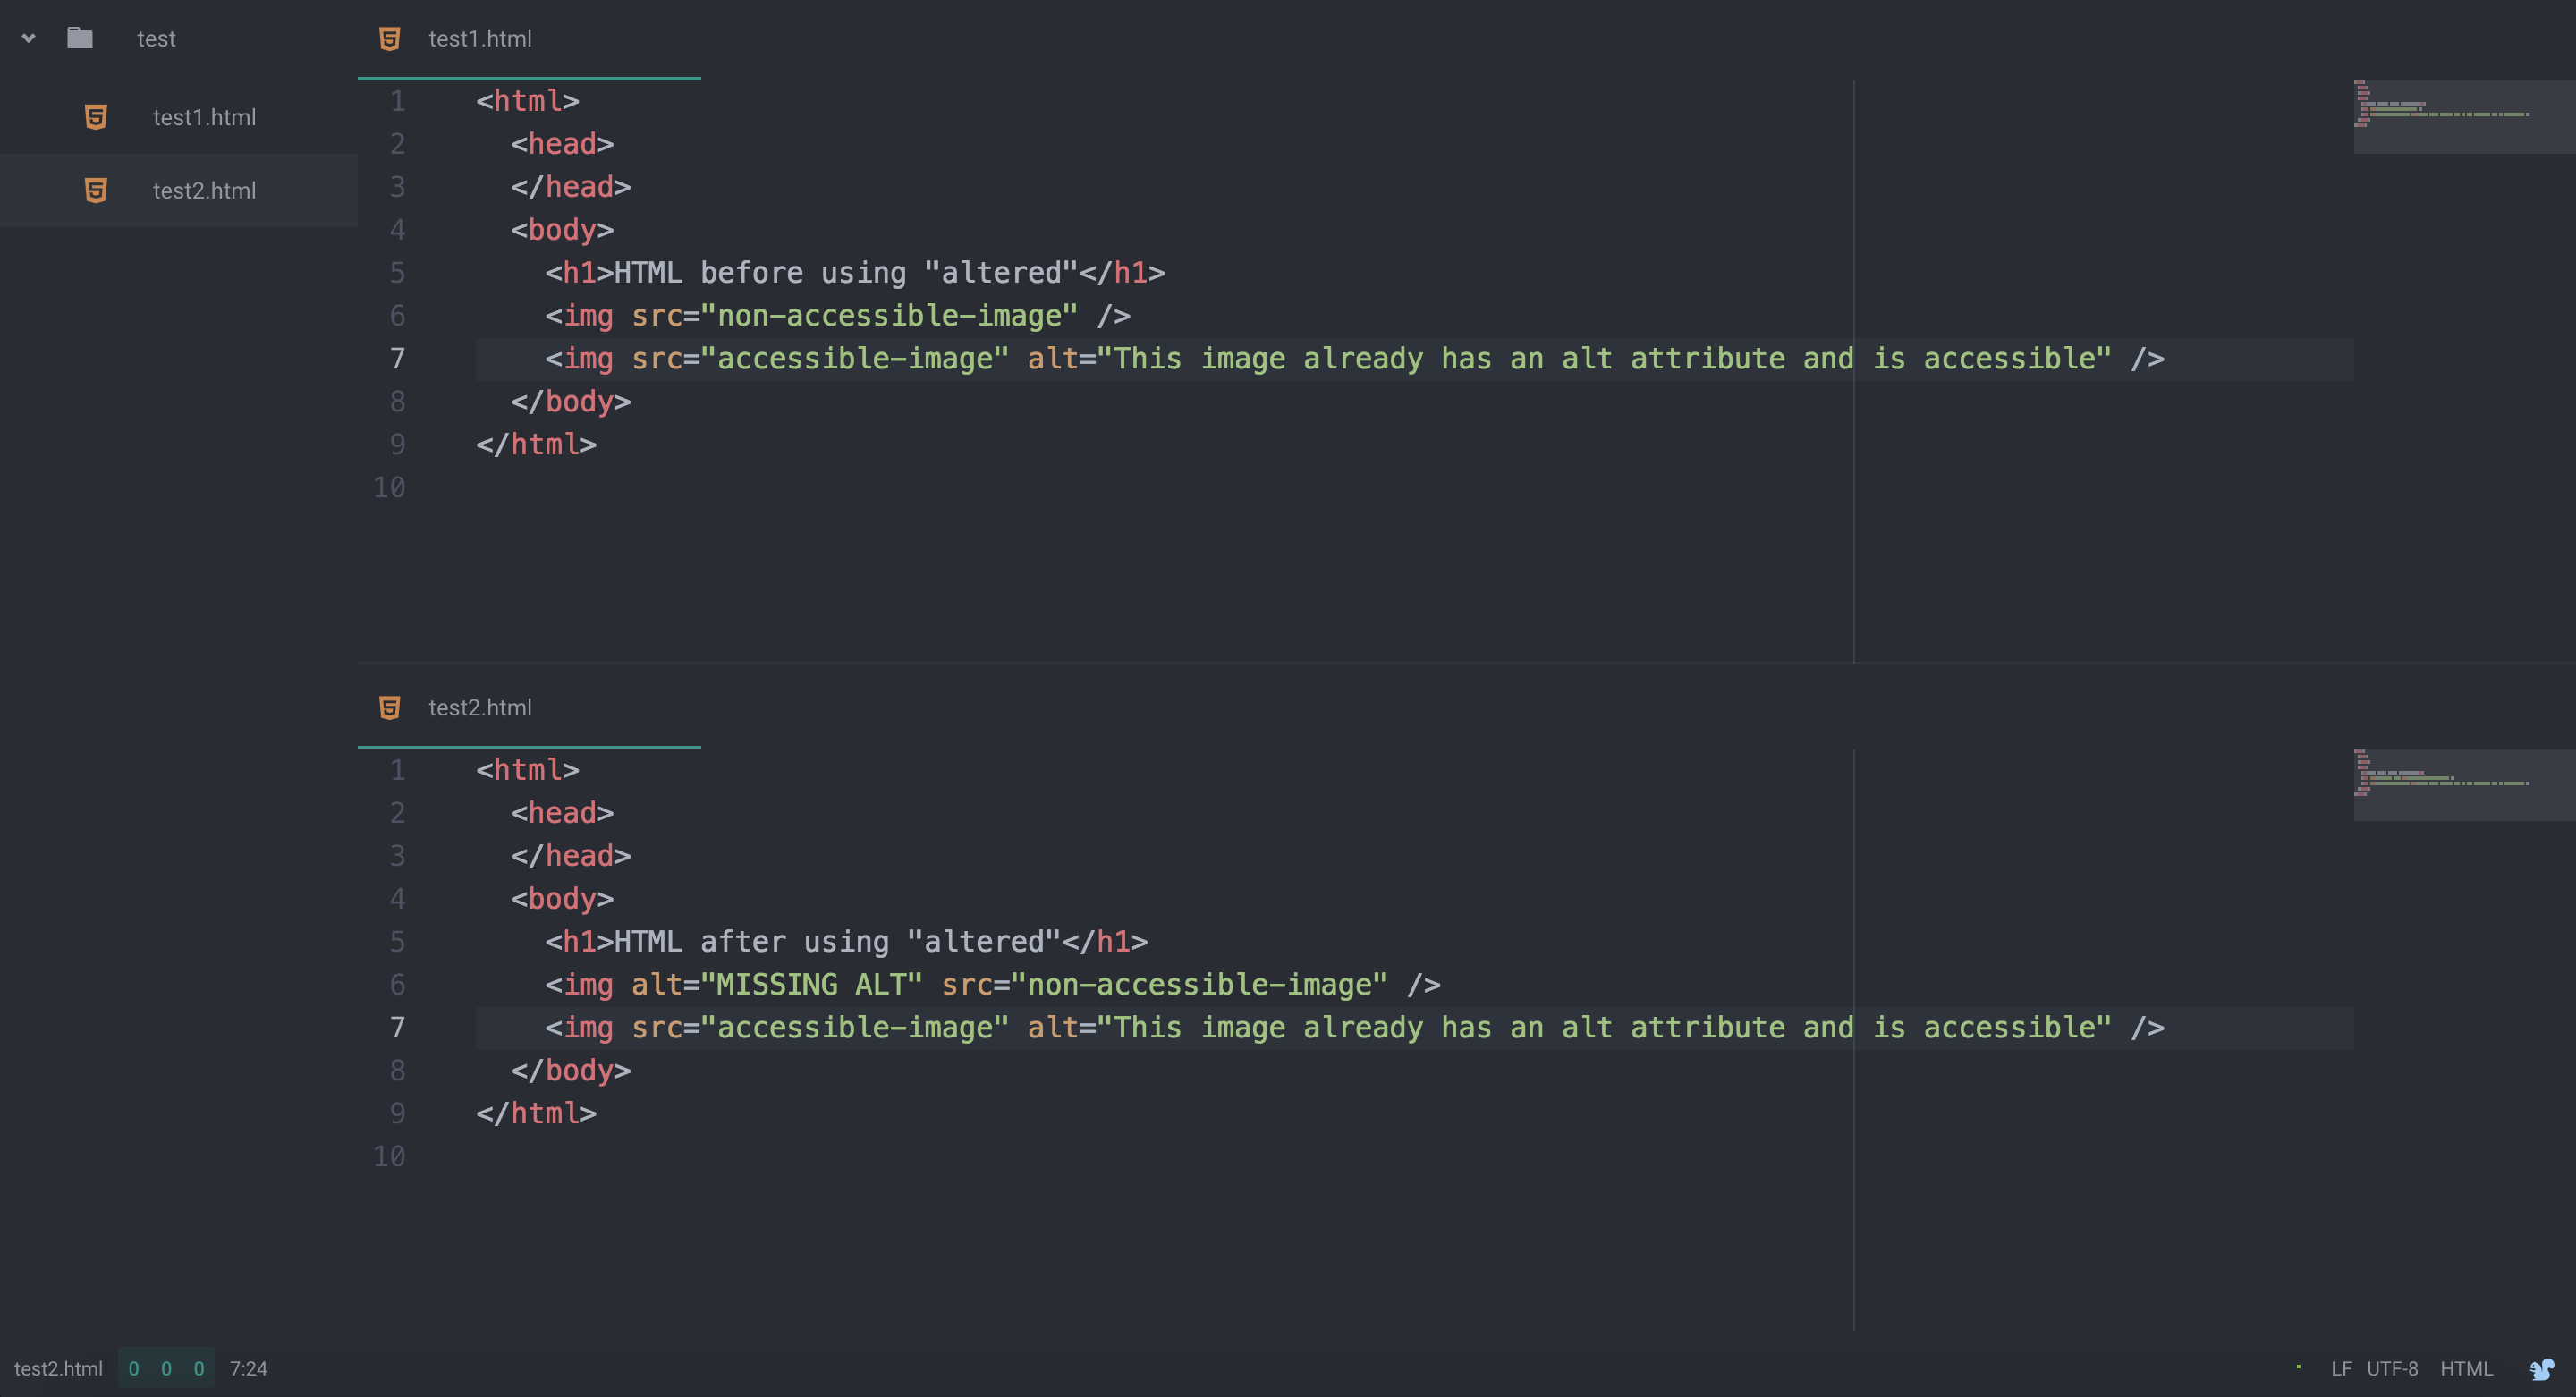 test
test1.html
test2.html
test1.html
1 <html>
2   <head>
3   </head>
4   <body>
5     <h1>HTML before using "altered"</h1>
6     <img src="non-accessible-image" />
7     <img src="accessible-image" alt="This image already has an alt attribute and is accessible" />
8   </body>
9 </html>
10
test2.html
1 <html>
2   <head>
3   </head>
4   <body>
5     <h1>HTML after using "altered"</h1>
6     <img alt="MISSING ALT" src="non-accessible-image" />
7     <img src="accessible-image" alt="This image already has an alt attribute and is accessible" />
8   </body>
9 </html>
10
test2.html 0 0 0 7:24 LF UTF-8 HTML